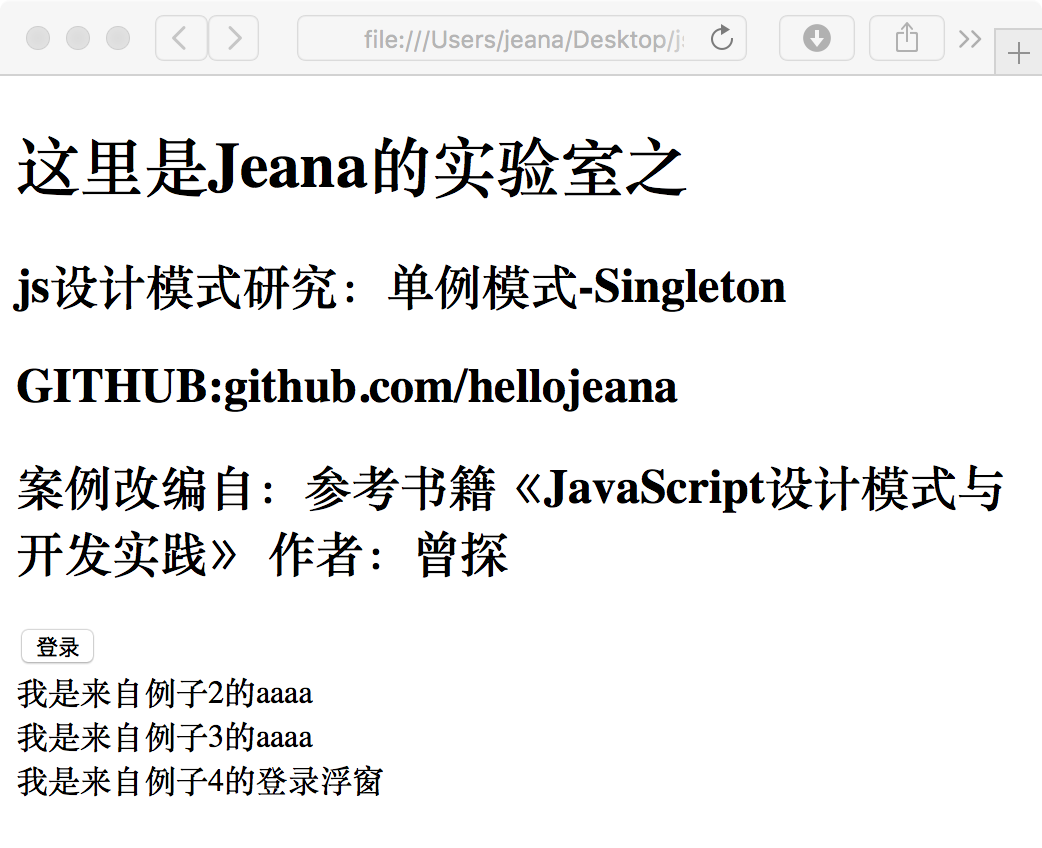 file:///Users/jeana/Desktop/js
这里是Jeana的实验室之
js设计模式研究：单例模式-Singleton
GITHUB:github.com/hellojeana
案例改编自：参考书籍《JavaScript设计模式与
开发实践》 作者：曾探
登录
我是来自例子2的aaaa
我是来自例子3的aaaa
我是来自例子4的登录浮窗